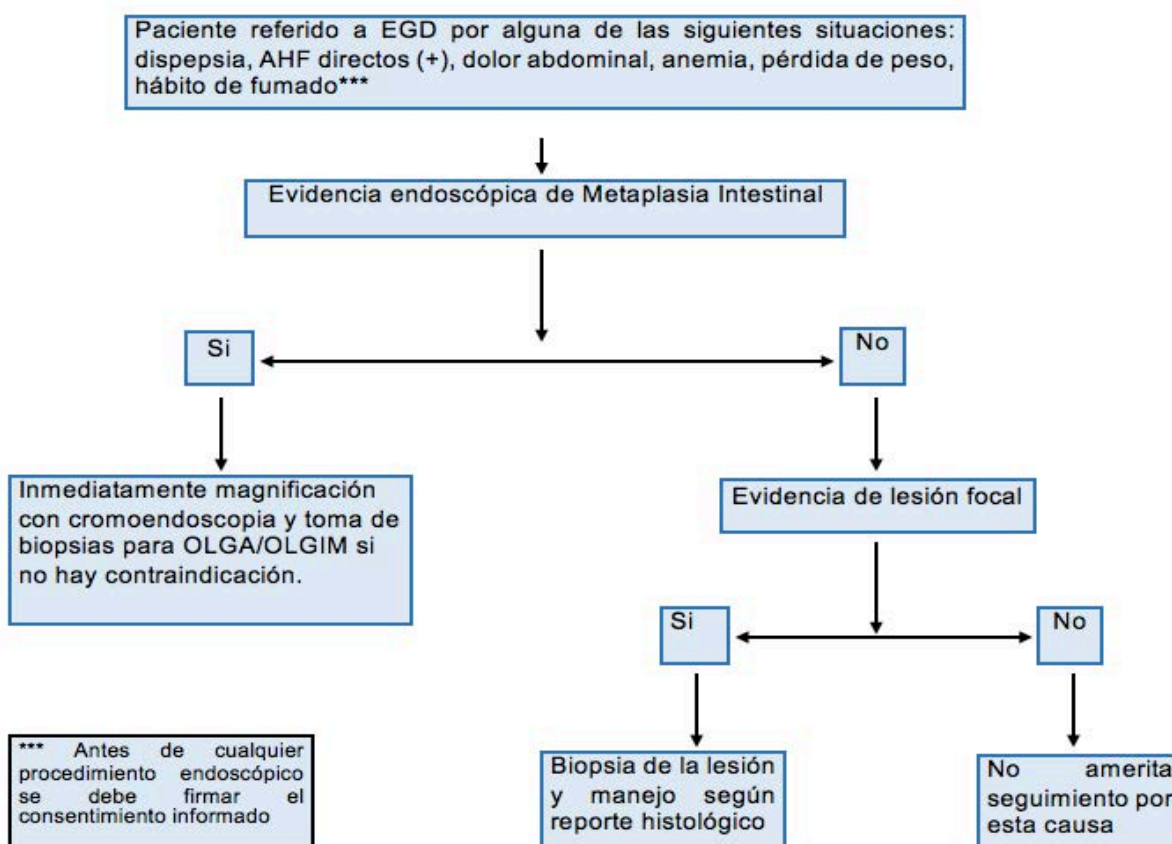 Paciente referido a EGD por alguna de las siguientes situaciones:
dispepsia, AHF directos (+), dolor abdominal, anemia, pérdida de peso,
hábito de fumado***
Evidencia endoscópica de Metaplasia Intestinal
Si
No
Inmediatamente magnificación
con cromoendoscopia y toma de
biopsias para OLGA/OLGIM si
no hay contraindicación.
Evidencia de lesión focal
Si
No
*** Antes de cualquier
procedimiento endoscópico
se debe firmar el
consentimiento informado
Biopsia de la lesión
y manejo según
reporte histológico
No amerita
seguimiento por
esta causa